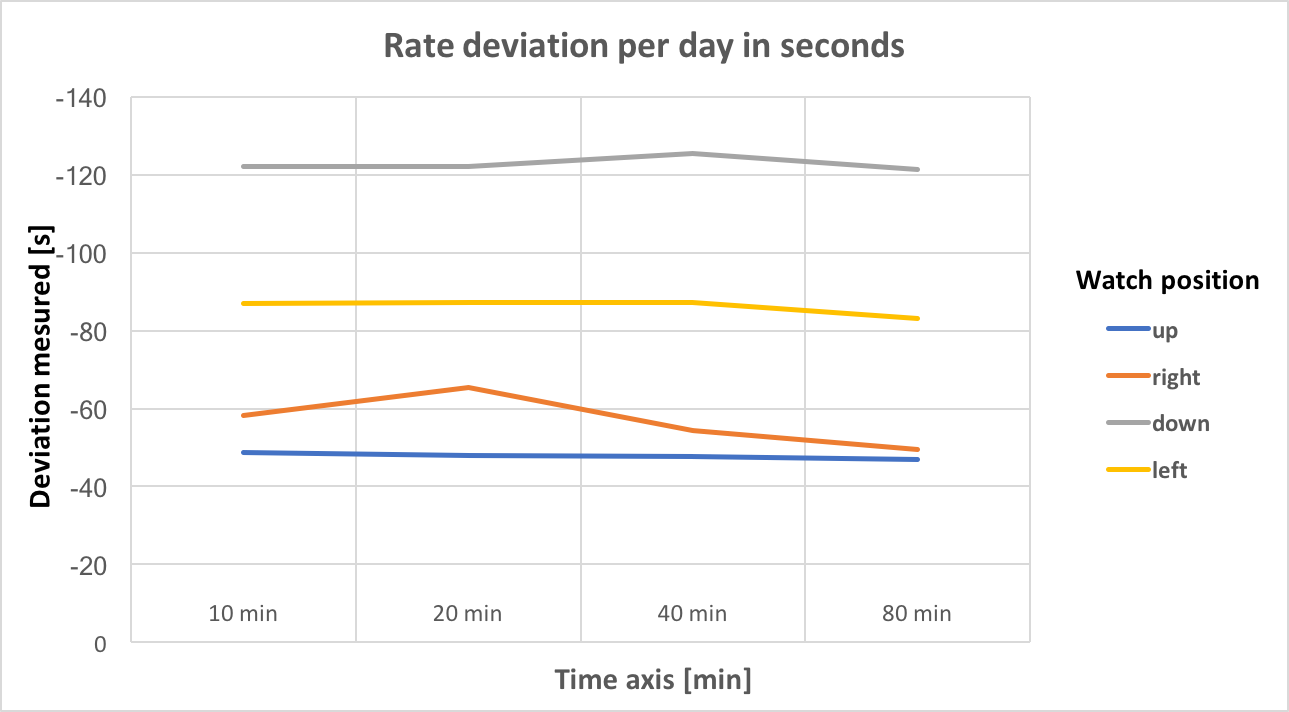 Rate deviation per day in seconds
Deviation mesured [s]
-140
-120
-100
-80
-60
-40
-20
0
10 min 20 min 40 min 80 min
Time axis [min]
Watch position
up
right
down
left